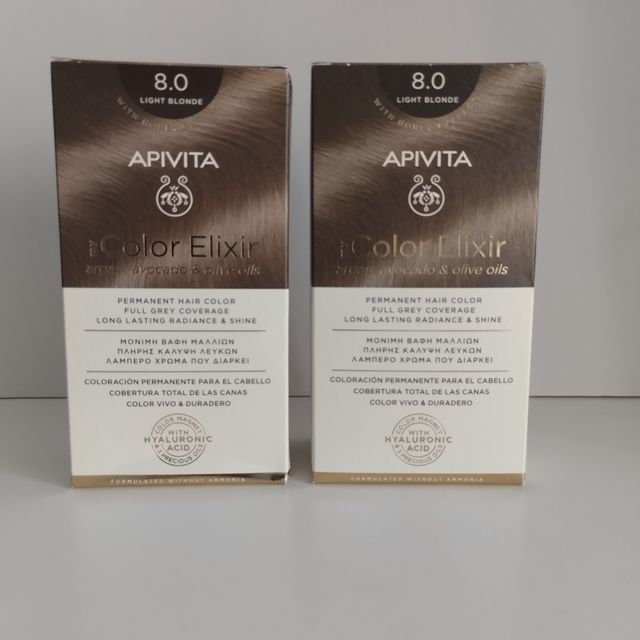 8.0
LIGHT BLONDE
APIVITA
my Color Elixir
argan, avocado & olive oils
PERMANENT HAIR COLOR
FULL GREY COVERAGE
LONG LASTING RADIANCE & SHINE
ΜΟΝΙΜΗ ΒΑΦΗ ΜΑΛΛΙΩΝ
ΠΛΗΡΗΣ ΚΑΛΥΨΗ ΛΕΥΚΩΝ
ΛΑΜΠΕΡΟ ΧΡΩΜΑ ΠΟΥ ΔΙΑΡΚΕΙ
COLORACIÓN PERMANENTE PARA EL CABELLO
COBERTURA TOTAL DE LAS CANAS
COLOR VIVO & DURADERO
COLOR MAGNET
WITH
HYALURONIC
ACID
PRECIOUS OILS
FORMULATED WITHOUT AMMONIA
8.0
LIGHT BLONDE
APIVITA
my Color Elixir
argan, avocado & olive oils
PERMANENT HAIR COLOR
FULL GREY COVERAGE
LONG LASTING RADIANCE & SHINE
ΜΟΝΙΜΗ ΒΑΦΗ ΜΑΛΛΙΩΝ
ΠΛΗΡΗΣ ΚΑΛΥΨΗ ΛΕΥΚΩΝ
ΛΑΜΠΕΡΟ ΧΡΩΜΑ ΠΟΥ ΔΙΑΡΚΕΙ
COLORACIÓN PERMANENTE PARA EL CABELLO
COBERTURA TOTAL DE LAS CANAS
COLOR VIVO & DURADERO
COLOR MAGNET
WITH
HYALURONIC
ACID
PRECIOUS OILS
FORMULATED WITHOUT AMMONIA